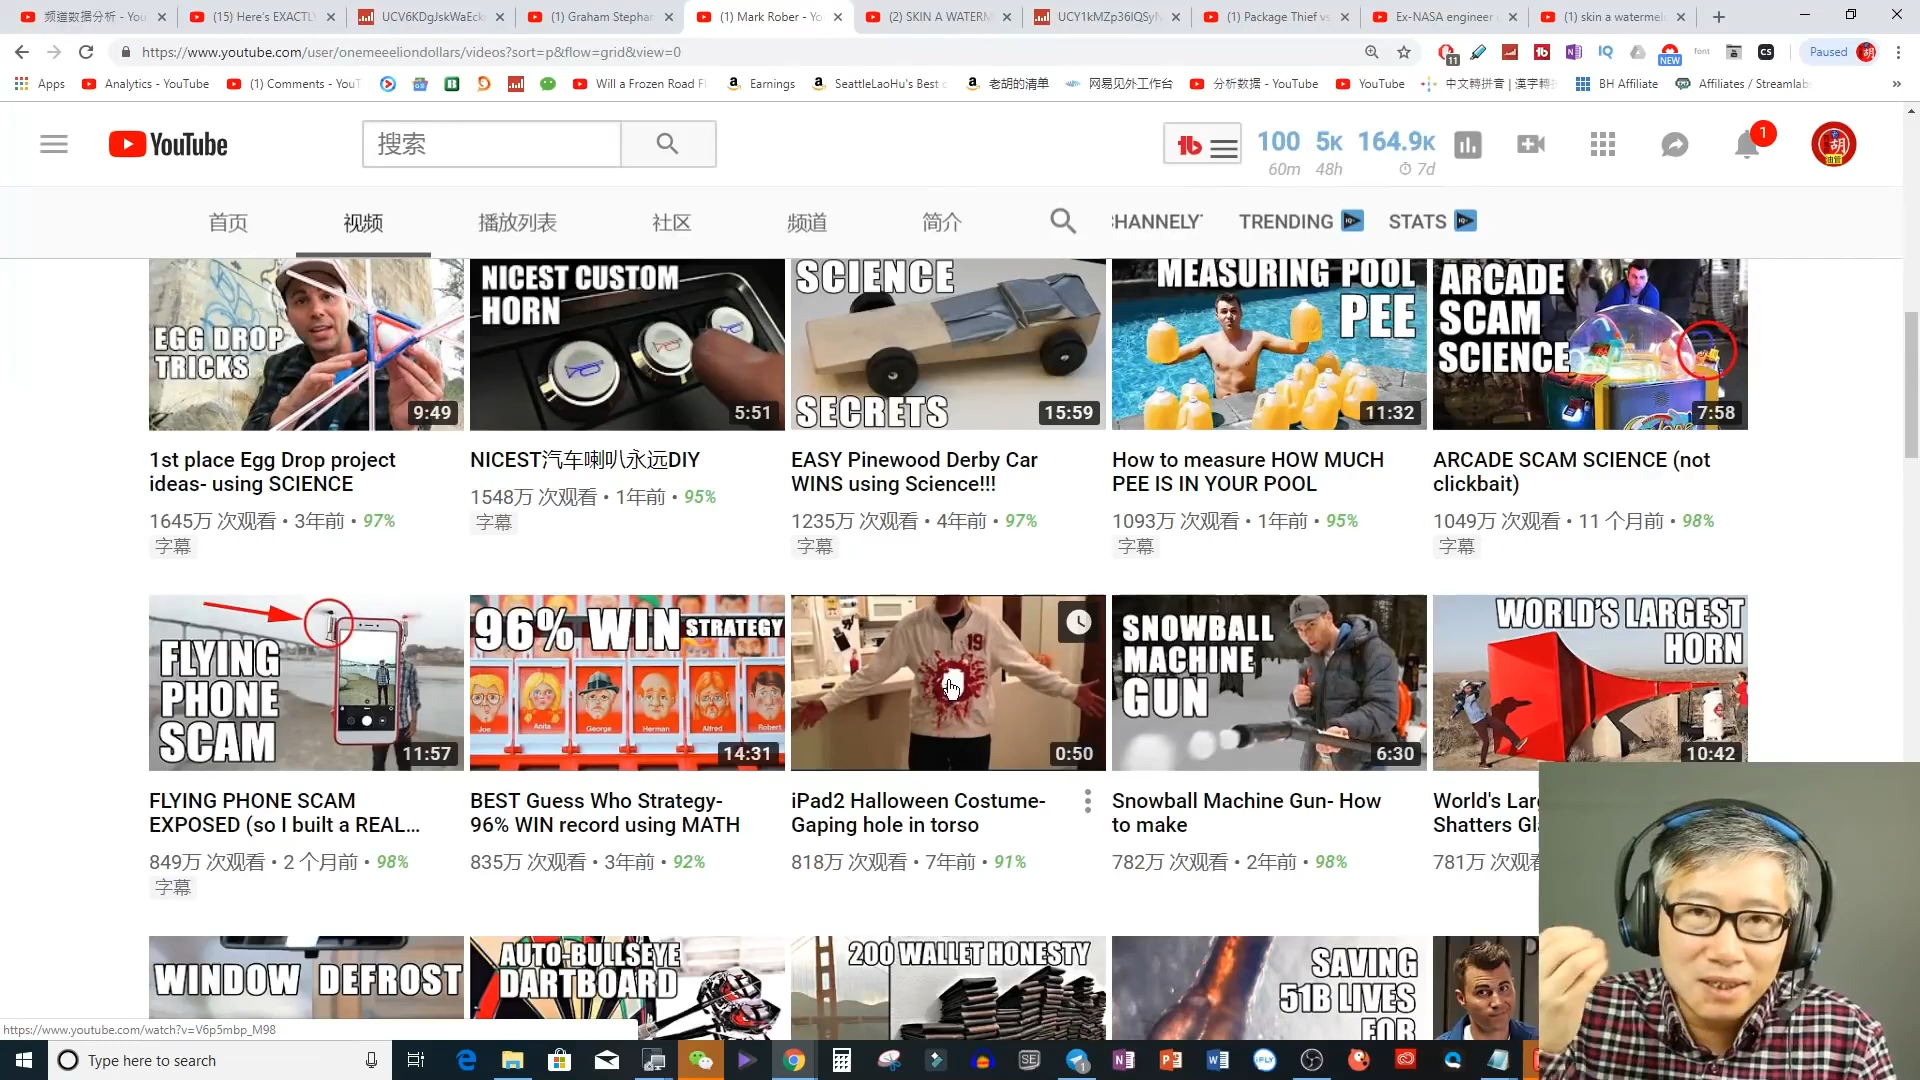 频道数据分析 - You
(15) Here's EXACTLY
UCV6KDgJskWaEck
(1) Graham Stephan
(1) Mark Rober - Yo
(2) SKIN A WATERM
UCY1kMZp36IQSyN
(1) Package Thief vs
Ex-NASA engineer
(1) skin a watermel
https://www.youtube.com/user/onemeeeliondollars/videos?sort=p&flow=grid&view=0
11
NEW
font
CS
Paused
Apps
Analytics - YouTube
(1) Comments - YouT
Will a Frozen Road F
Earnings
SeattleLaoHu's Best
老胡的清单
网易见外工作台
分析数据 - YouTube
YouTube
中文轉拼音 | 漢字轉
BH Affiliate
Affiliates / Streamlab
»
YouTube
搜索
tb
100 5K 164.9K
60m 48h 7d
1
胡
油管
首页
视频
播放列表
社区
频道
简介
CHANNELY
TRENDING
STATS
EGG DROP
TRICKS
9:49
NICEST CUSTOM
HORN
5:51
SCIENCE
SECRETS
15:59
MEASURING POOL
PEE
11:32
ARCADE
SCAM
SCIENCE
7:58
1st place Egg Drop project
ideas- using SCIENCE
1645万 次观看 • 3年前 • 97%
字幕
NICEST汽车喇叭永远DIY
1548万 次观看 • 1年前 • 95%
字幕
EASY Pinewood Derby Car
WINS using Science!!!
1235万 次观看 • 4年前 • 97%
字幕
How to measure HOW MUCH
PEE IS IN YOUR POOL
1093万 次观看 • 1年前 • 95%
字幕
ARCADE SCAM SCIENCE (not
clickbait)
1049万 次观看 • 11 个月前 • 98%
字幕
FLYING
PHONE
SCAM
11:57
96% WIN STRATEGY
Joe
Anita
George
Herman
Alfred
Robert
14:31
19
0:50
SNOWBALL
MACHINE
GUN
6:30
WORLD'S LARGEST
HORN
10:42
FLYING PHONE SCAM
EXPOSED (so I built a REAL...
849万 次观看 • 2 个月前 • 98%
字幕
BEST Guess Who Strategy-
96% WIN record using MATH
835万 次观看 • 3年前 • 92%
iPad2 Halloween Costume-
Gaping hole in torso
818万 次观看 • 7年前 • 91%
Snowball Machine Gun- How
to make
782万 次观看 • 2年前 • 98%
World's Lar
Shatters Gl
781万 次观看
WINDOW DEFROST
AUTO-BULLSEYE
DARTBOARD
200 WALLET HONESTY
SAVING
51B LIVES
FOR
https://www.youtube.com/watch?v=V6p5mbp_M98
Type here to search